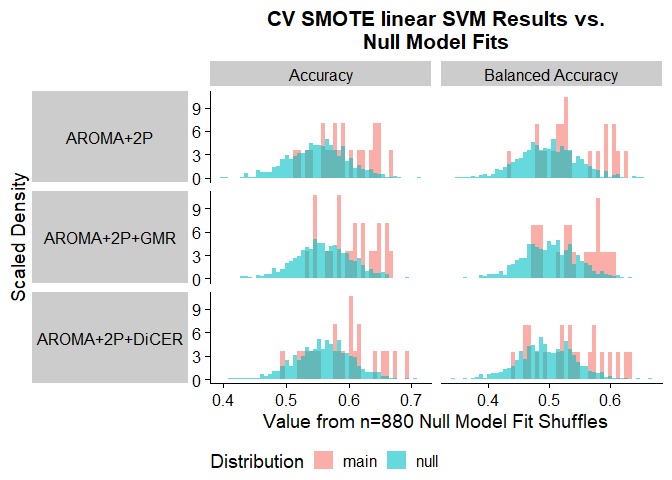 CV SMOTE linear SVM Results vs.
Null Model Fits
Accuracy
Balanced Accuracy
Scaled Density
AROMA+2P
9
6
3
0
AROMA+2P+GMR
9
6
3
0
AROMA+2P+DiCER
9
6
3
0
0.4 0.5 0.6 0.7
0.4 0.5 0.6
Value from n=880 Null Model Fit Shuffles
Distribution main null